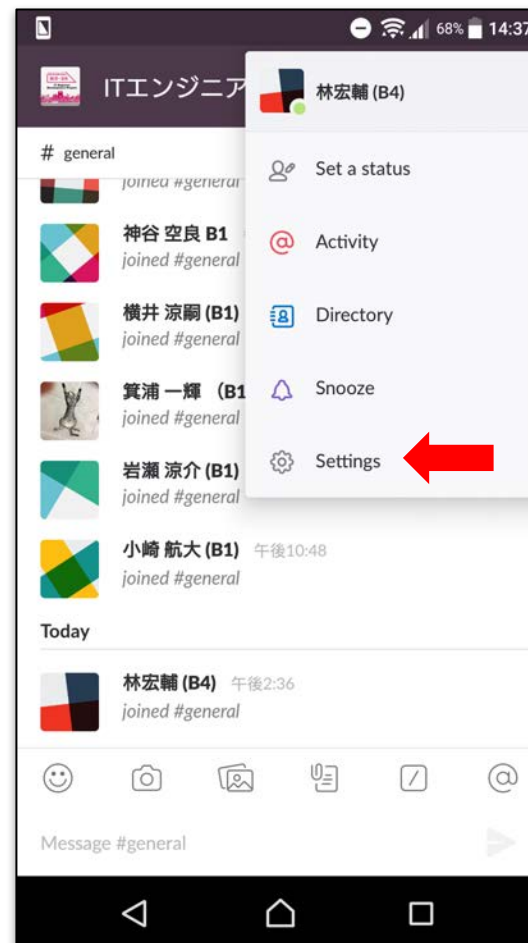 68% 14:37
ITエンジニア
林宏輔 (B4)
# general
joined #general
Set a status
神谷 空良 B1
joined #general
Activity
横井 涼嗣 (B1)
joined #general
Directory
箕浦 一輝 （B1
joined #general
Snooze
岩瀬 涼介 (B1)
joined #general
Settings
小崎 航大 (B1) 午後10:48
joined #general
Today
林宏輔 (B4) 午後2:36
joined #general
Message #general